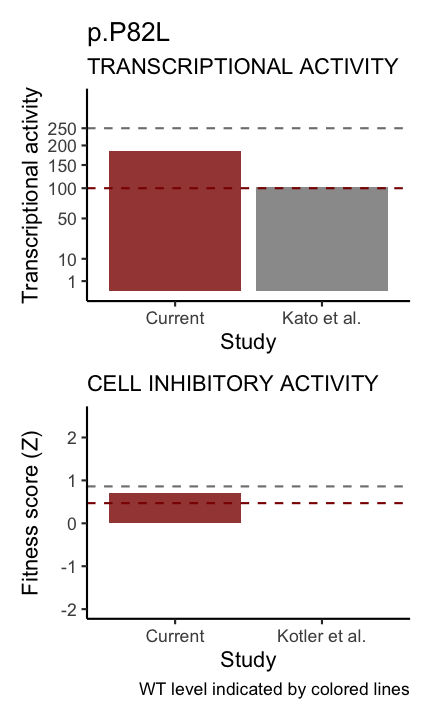 p.P82L
TRANSCRIPTIONAL ACTIVITY
Transcriptional activity
250
200
150
100
50
10
1
Current
Kato et al.
Study
CELL INHIBITORY ACTIVITY
Fitness score (Z)
2
1
0
-1
-2
Current
Kotler et al.
Study
WT level indicated by colored lines